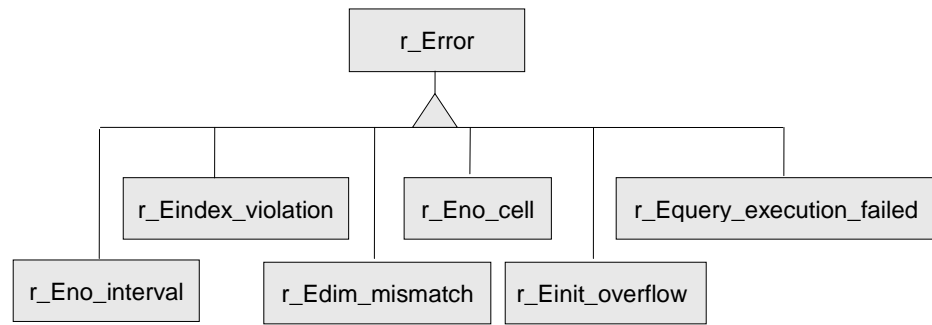 r_Error
r_Eindex_violation
r_Eno_cell
r_Equery_execution_failed
r_Eno_interval
r_Edim_mismatch
r_Einit_overflow